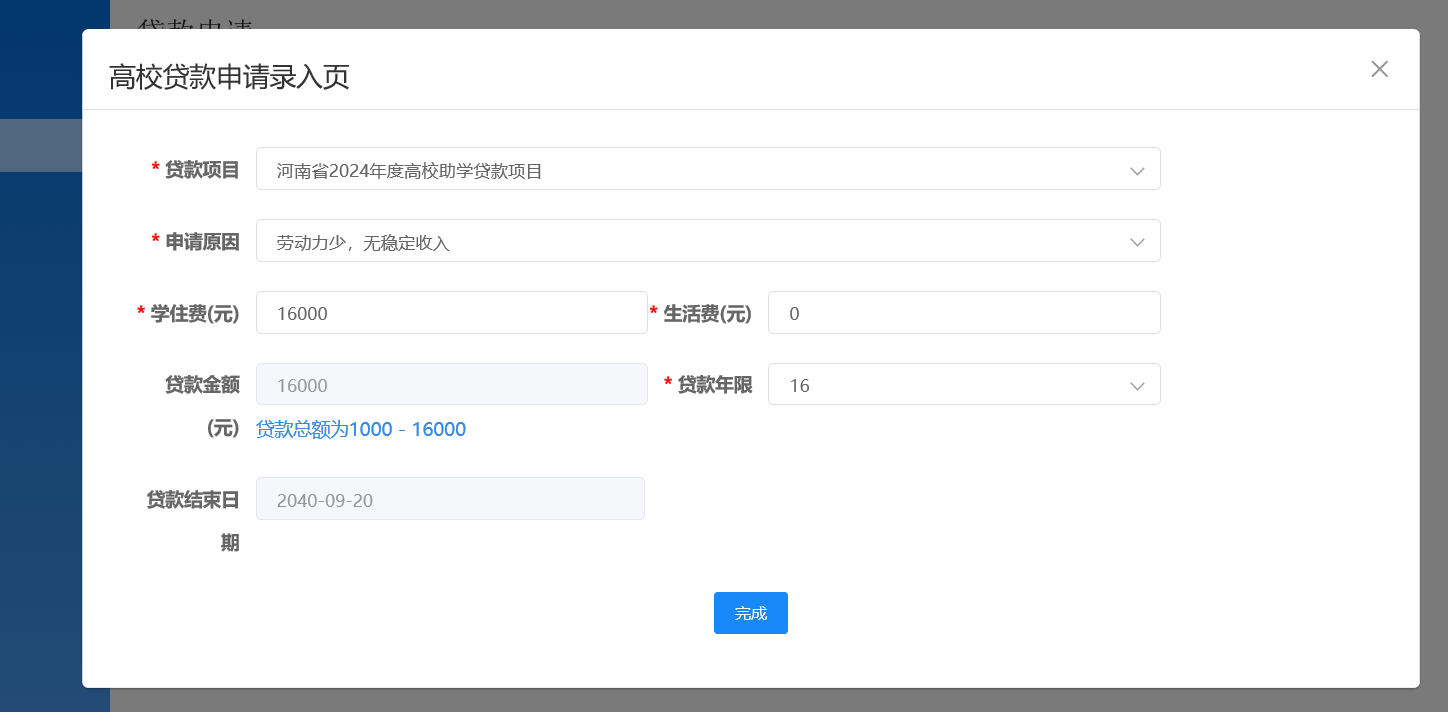 贷款申请
高校贷款申请录入页
* 贷款项目 河南省2024年度高校助学贷款项目
* 申请原因 劳动力少，无稳定收入
* 学住费(元) 16000 * 生活费(元) 0
贷款金额 16000 * 贷款年限 16
(元) 贷款总额为1000 - 16000
贷款结束日 2040-09-20
期
完成